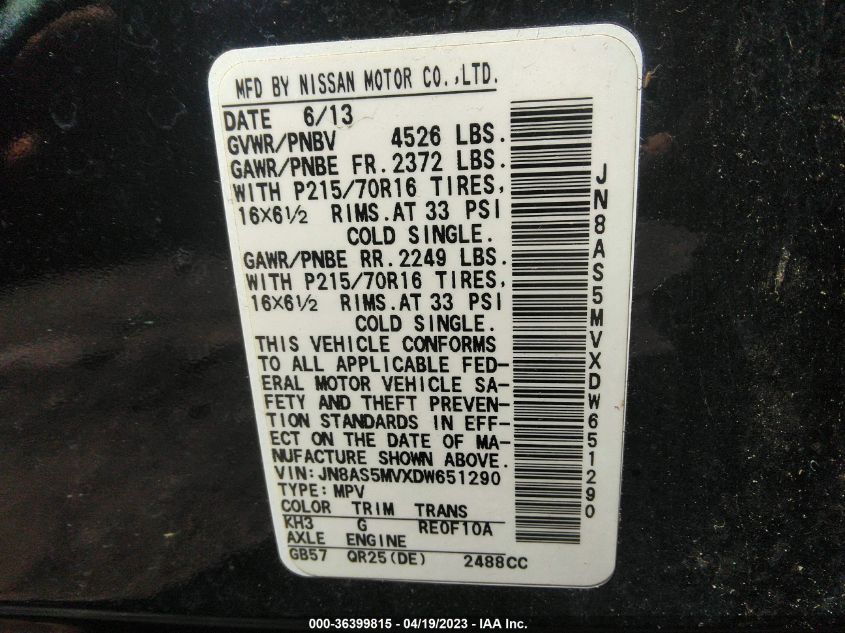 MFD BY NISSAN MOTOR CO.,LTD.
DATE 6/13
GVWR/PNBV 4526 LBS.
GAWR/PNBE FR.2372 LBS.
WITH P215/70R16 TIRES,
16X6½ RIMS.AT 33 PSI
COLD SINGLE.
GAWR/PNBE RR.2249 LBS.
WITH P215/70R16 TIRES,
16X6½ RIMS.AT 33 PSI
COLD SINGLE.
THIS VEHICLE CONFORMS
TO ALL APPLICABLE FED-
ERAL MOTOR VEHICLE SA-
FETY AND THEFT PREVEN-
TION STANDARDS IN EFF-
ECT ON THE DATE OF MA-
NUFACTURE SHOWN ABOVE.
VIN:JN8AS5MVXDW651290
TYPE:MPV
COLOR TRIM TRANS
KH3 G RE0F10A
AXLE ENGINE
GB57 QR25(DE) 2488CC
JN8AS5MVXDW651290
000-36399815 - 04/19/2023 - IAA Inc.